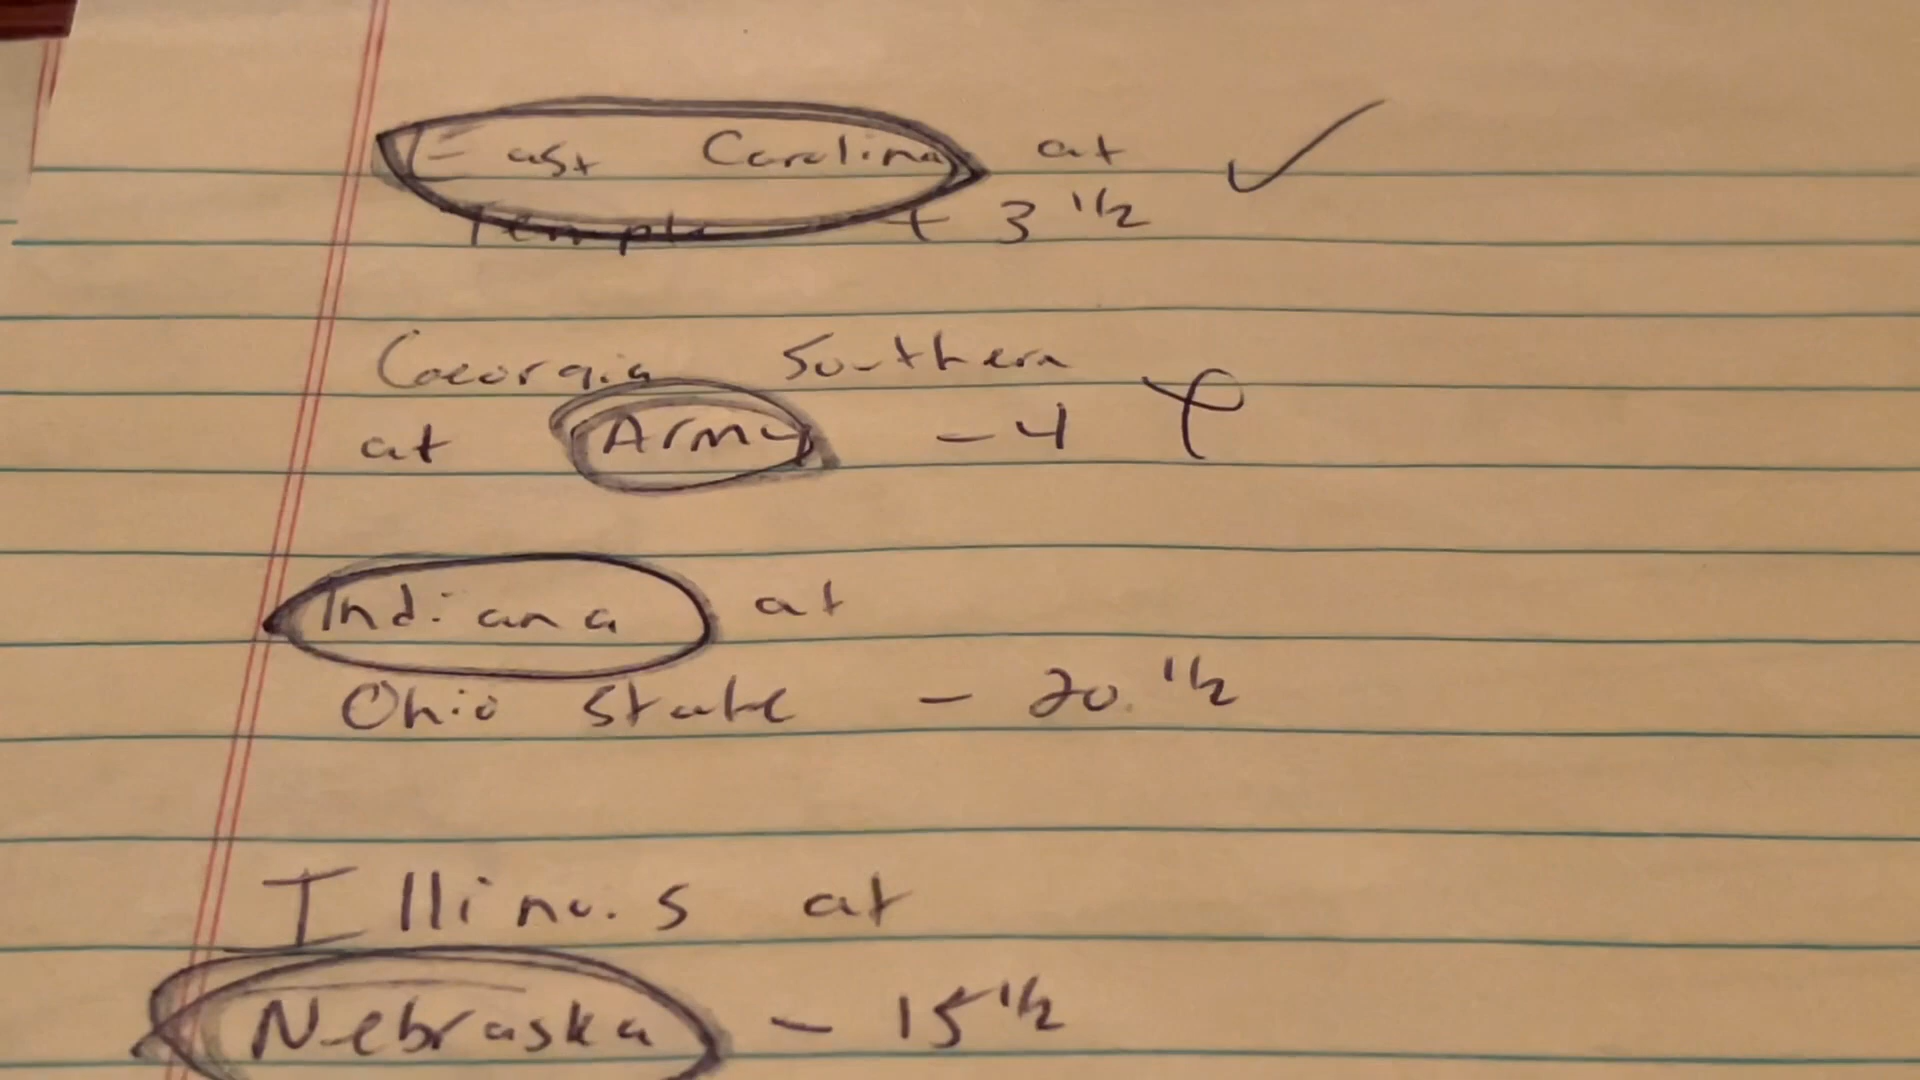 East Carolina at ✓
Temple + 3 1/2
Georgia Southern
at Army - 4
Indiana at
Ohio State - 20 1/2
Illinois at
Nebraska - 15 1/2